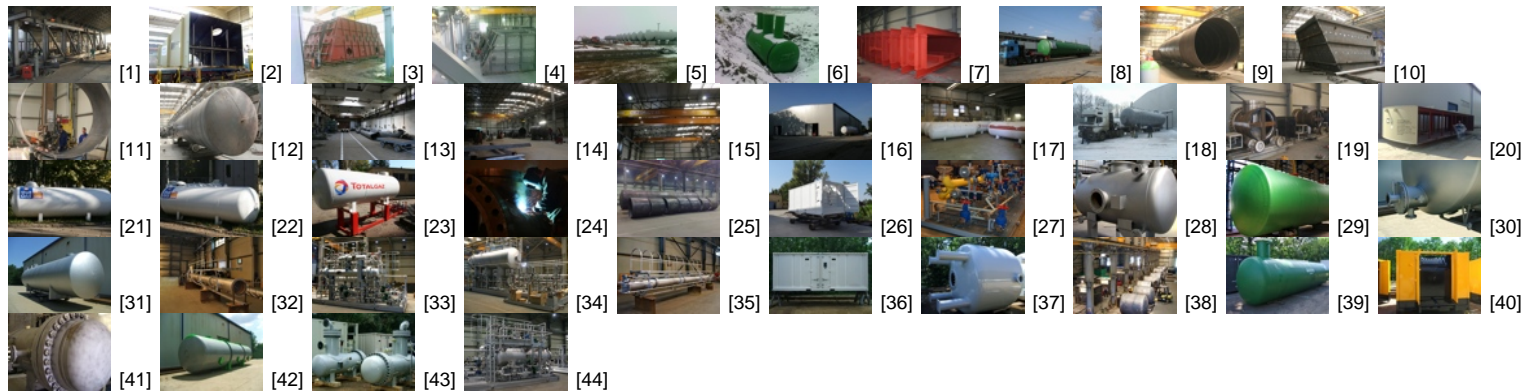 [1] [2] [3] [4] [5] [6] [7] [8] [9] [10]
[11] [12] [13] [14] [15] [16] [17] [18] [19] [20]
TOTALGAZ
[21] [22] [23] [24] [25] [26] [27] [28] [29] [30]
[31] [32] [33] [34] [35] [36] [37] [38] [39] [40]
[41] [42] [43] [44]